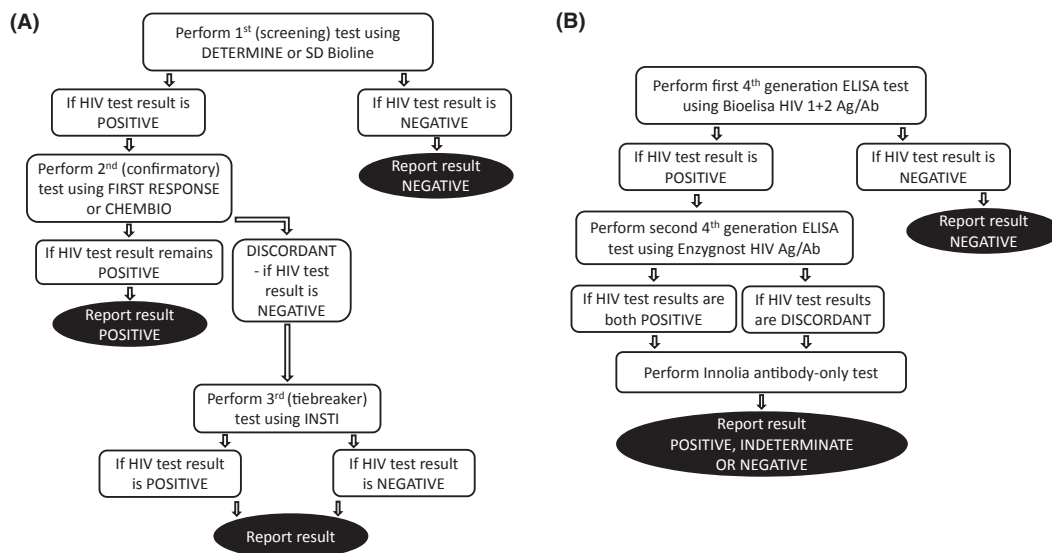 (A)
Perform 1st (screening) test using
DETERMINE or SD Bioline
If HIV test result is
POSITIVE
If HIV test result is
NEGATIVE
Report result
NEGATIVE
Perform 2nd (confirmatory)
test using FIRST RESPONSE
or CHEMBIO
If HIV test result remains
POSITIVE
DISCORDANT
- if HIV test
result is
NEGATIVE
Report result
POSITIVE
Perform 3rd (tiebreaker)
test using INSTI
If HIV test result
is POSITIVE
If HIV test result
is NEGATIVE
Report result
(B)
Perform first 4th generation ELISA test
using Bioelisa HIV 1+2 Ag/Ab
If HIV test result is
POSITIVE
If HIV test result is
NEGATIVE
Report result
NEGATIVE
Perform second 4th generation ELISA
test using Enzygnost HIV Ag/Ab
If HIV test results are
both POSITIVE
If HIV test results
are DISCORDANT
Perform Innolia antibody-only test
Report result
POSITIVE, INDETERMINATE
OR NEGATIVE